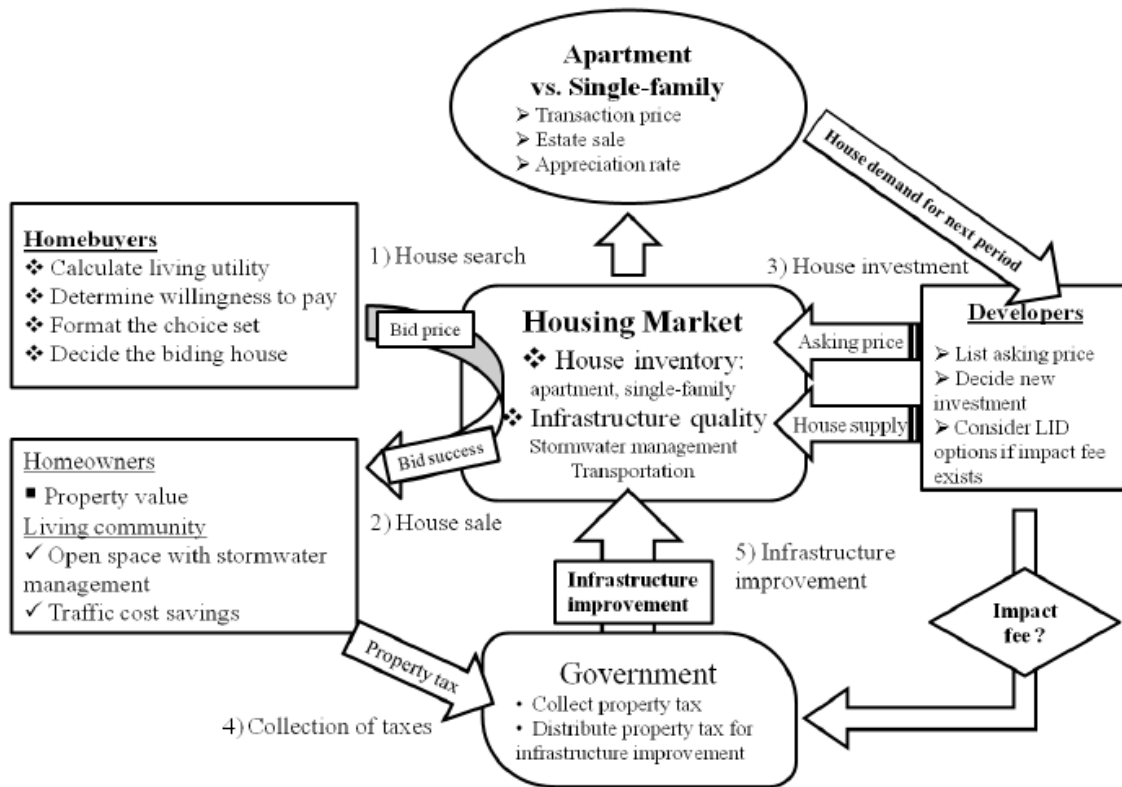 Apartment
vs. Single-family
➢ Transaction price
➢ Estate sale
➢ Appreciation rate
House demand for next period
Homebuyers
❖ Calculate living utility
❖ Determine willingness to pay
❖ Format the choice set
❖ Decide the biding house
1) House search
Bid price
Housing Market
❖ House inventory:
apartment, single-family
❖ Infrastructure quality
Stormwater management
Transportation
3) House investment
Asking price
House supply
Developers
➢ List asking price
➢ Decide new
investment
➢ Consider LID
options if impact fee
exists
Bid success
2) House sale
Homeowners
■ Property value
Living community
✓ Open space with stormwater
management
✓ Traffic cost savings
Infrastructure
improvement
5) Infrastructure
improvement
Impact
fee ?
Property tax
4) Collection of taxes
Government
• Collect property tax
• Distribute property tax for
infrastructure improvement